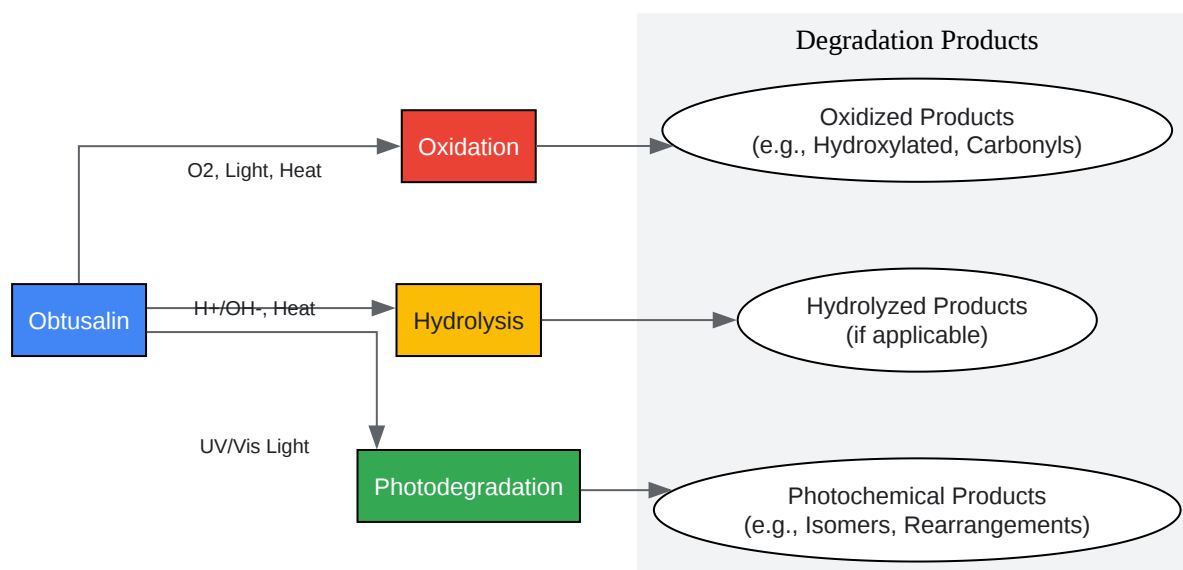 Degradation Products
Oxidized Products
(e.g., Hydroxylated, Carbonyls)
Oxidation
O2, Light, Heat
Obtusalin
H+/OH-, Heat
Hydrolysis
Hydrolyzed Products
(if applicable)
UV/Vis Light
Photodegradation
Photochemical Products
(e.g., Isomers, Rearrangements)